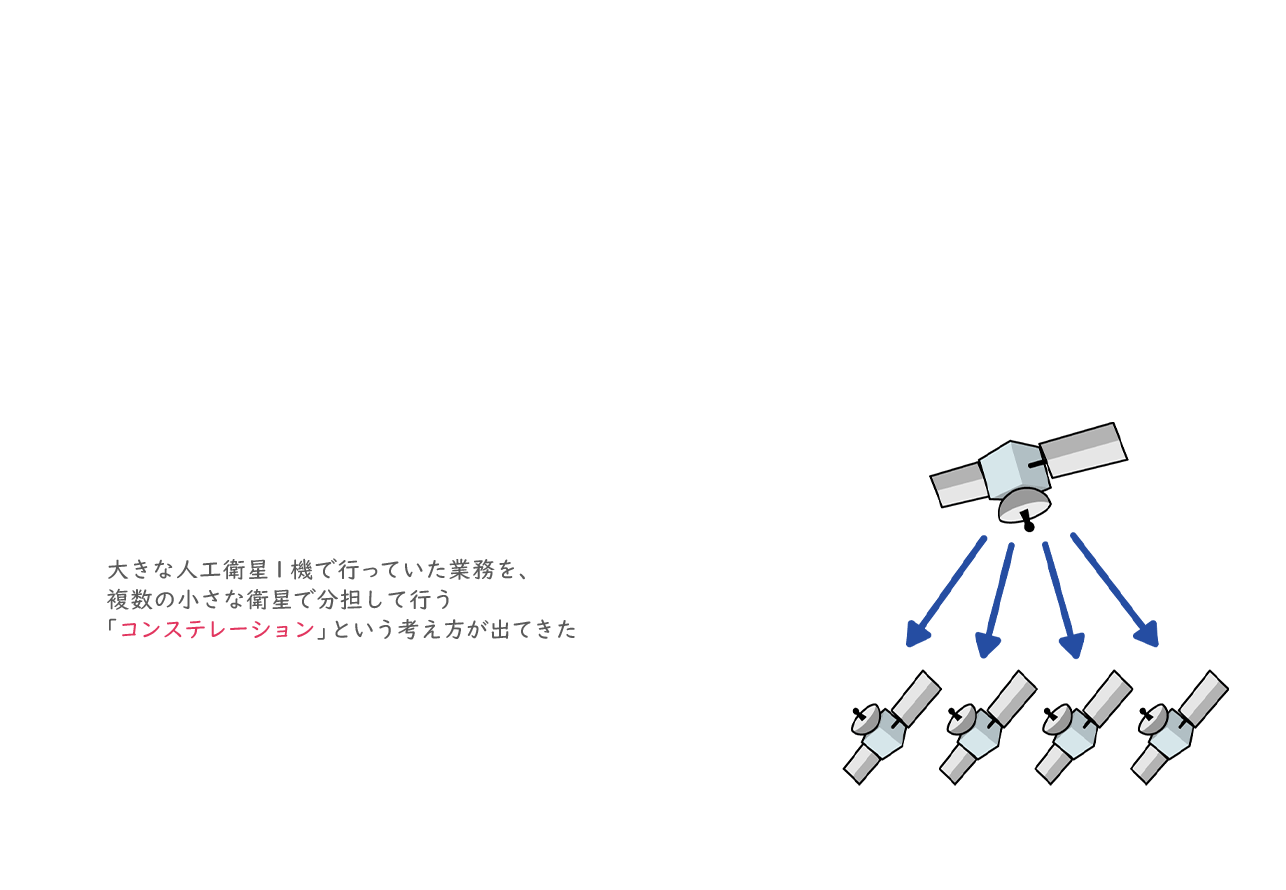 大きな人工衛星1機で行っていた業務を、
複数の小さな衛星で分担して行う
「コンステレーション」という考え方が出てきた